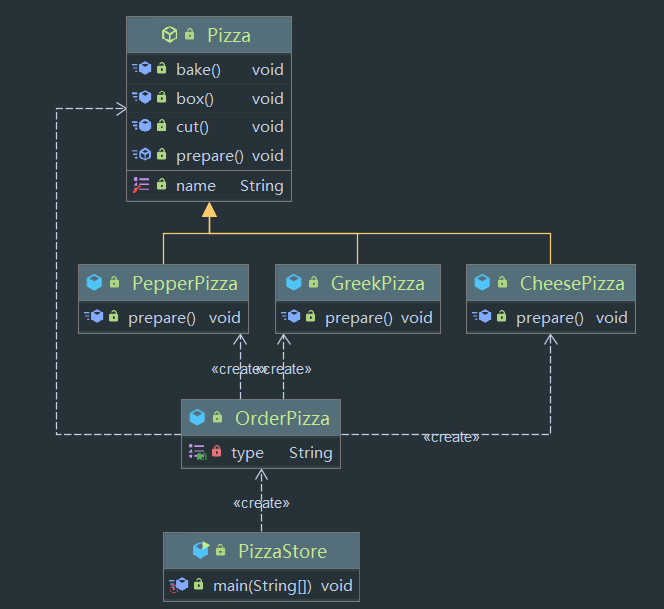 Pizza
bake() void
box() void
cut() void
prepare() void
name String
PepperPizza
prepare() void
GreekPizza
prepare() void
CheesePizza
prepare() void
«create»
«create»
OrderPizza
type String
«create»
«create»
PizzaStore
main(String[]) void